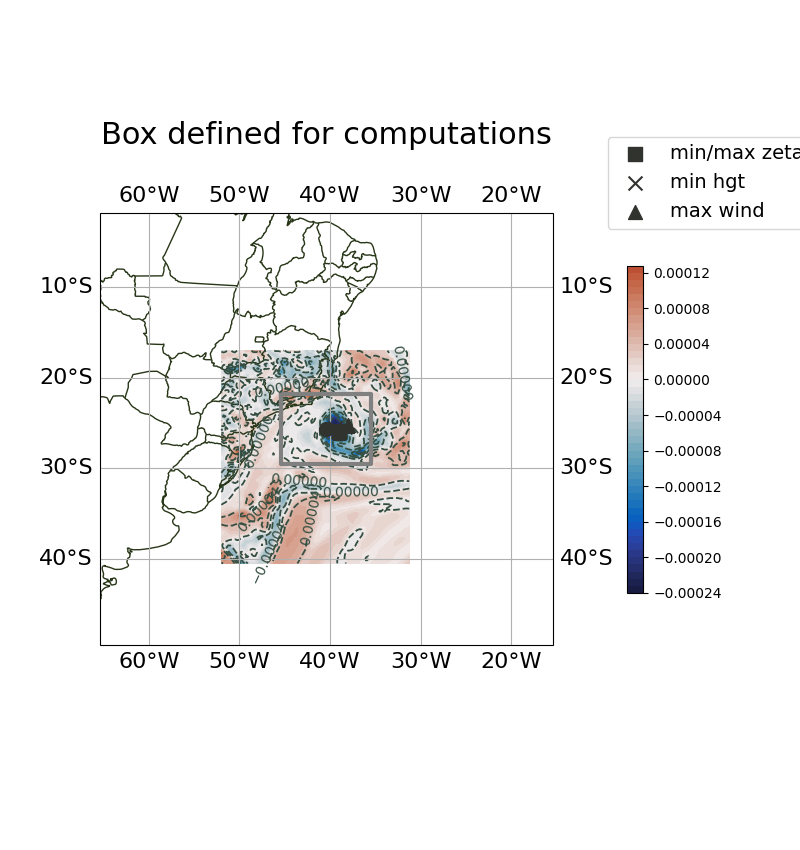 Box defined for computations
min/max zeta
min hgt
max wind
60°W 50°W 40°W 30°W 20°W
10°S 10°S
20°S 20°S
30°S 30°S
40°S 40°S
60°W 50°W 40°W 30°W 20°W
0.00012
0.00008
0.00004
0.00000
−0.00004
−0.00008
−0.00012
−0.00016
−0.00020
−0.00024
0.00000
0.00000